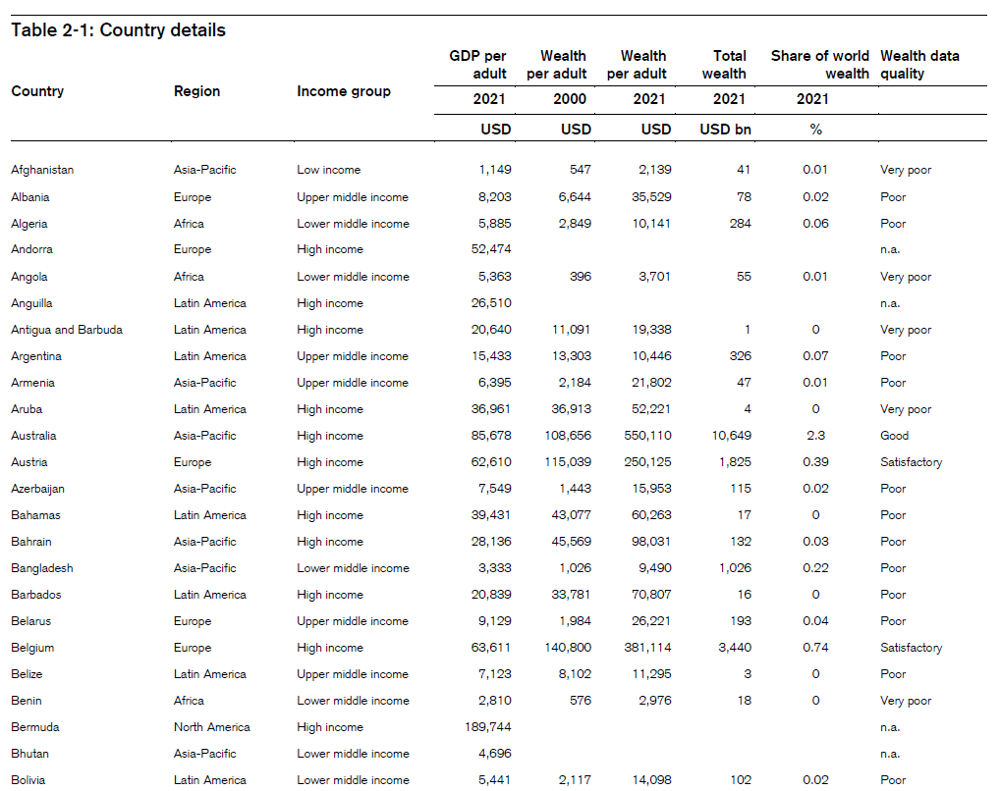 Table 2-1: Country details
Country Region Income group GDP per adult Wealth per adult Wealth per adult Total wealth Share of world wealth Wealth data quality
2021 2000 2021 2021 2021
USD USD USD USD bn %
Afghanistan Asia-Pacific Low income 1,149 547 2,139 41 0.01 Very poor
Albania Europe Upper middle income 8,203 6,644 35,529 78 0.02 Poor
Algeria Africa Lower middle income 5,885 2,849 10,141 284 0.06 Poor
Andorra Europe High income 52,474 n.a.
Angola Africa Lower middle income 5,363 396 3,701 55 0.01 Very poor
Anguilla Latin America High income 26,510 n.a.
Antigua and Barbuda Latin America High income 20,640 11,091 19,338 1 0 Very poor
Argentina Latin America Upper middle income 15,433 13,303 10,446 326 0.07 Poor
Armenia Asia-Pacific Upper middle income 6,395 2,184 21,802 47 0.01 Poor
Aruba Latin America High income 36,961 36,913 52,221 4 0 Very poor
Australia Asia-Pacific High income 85,678 108,656 550,110 10,649 2.3 Good
Austria Europe High income 62,610 115,039 250,125 1,825 0.39 Satisfactory
Azerbaijan Asia-Pacific Upper middle income 7,549 1,443 15,953 115 0.02 Poor
Bahamas Latin America High income 39,431 43,077 60,263 17 0 Poor
Bahrain Asia-Pacific High income 28,136 45,569 98,031 132 0.03 Poor
Bangladesh Asia-Pacific Lower middle income 3,333 1,026 9,490 1,026 0.22 Poor
Barbados Latin America High income 20,839 33,781 70,807 16 0 Poor
Belarus Europe Upper middle income 9,129 1,984 26,221 193 0.04 Poor
Belgium Europe High income 63,611 140,800 381,114 3,440 0.74 Satisfactory
Belize Latin America Upper middle income 7,123 8,102 11,295 3 0 Poor
Benin Africa Lower middle income 2,810 576 2,976 18 0 Very poor
Bermuda North America High income 189,744 n.a.
Bhutan Asia-Pacific Lower middle income 4,696 n.a.
Bolivia Latin America Lower middle income 5,441 2,117 14,098 102 0.02 Poor